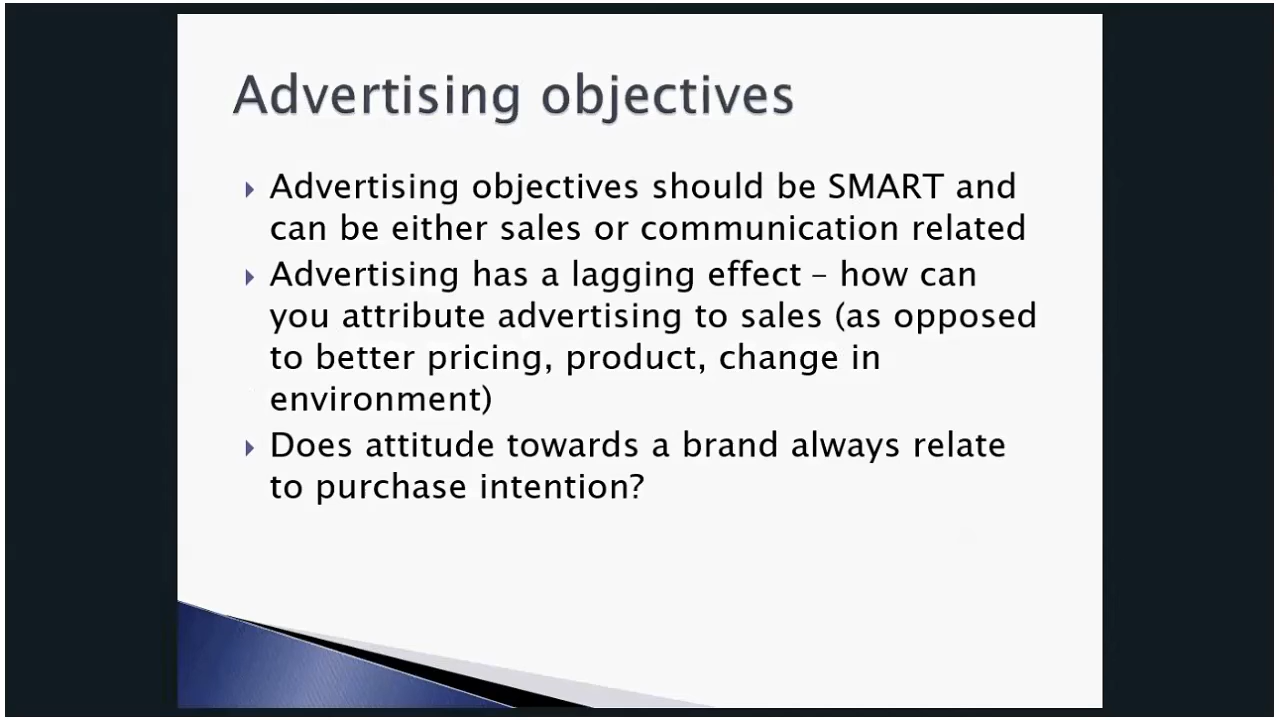 Advertising objectives
Advertising objectives should be SMART and
can be either sales or communication related
Advertising has a lagging effect – how can
you attribute advertising to sales (as opposed
to better pricing, product, change in
environment)
Does attitude towards a brand always relate
to purchase intention?